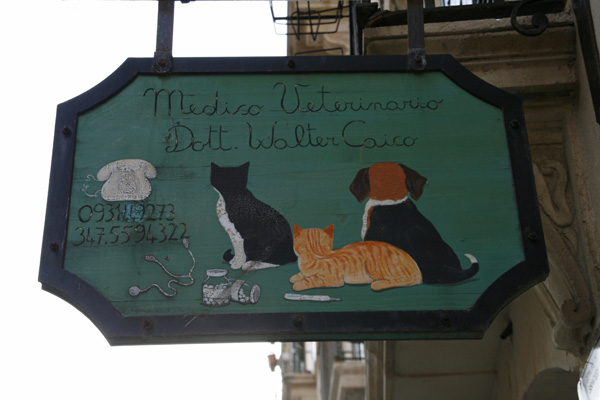 Medico Veterinario
Dott. Walter Caico
347.5594322